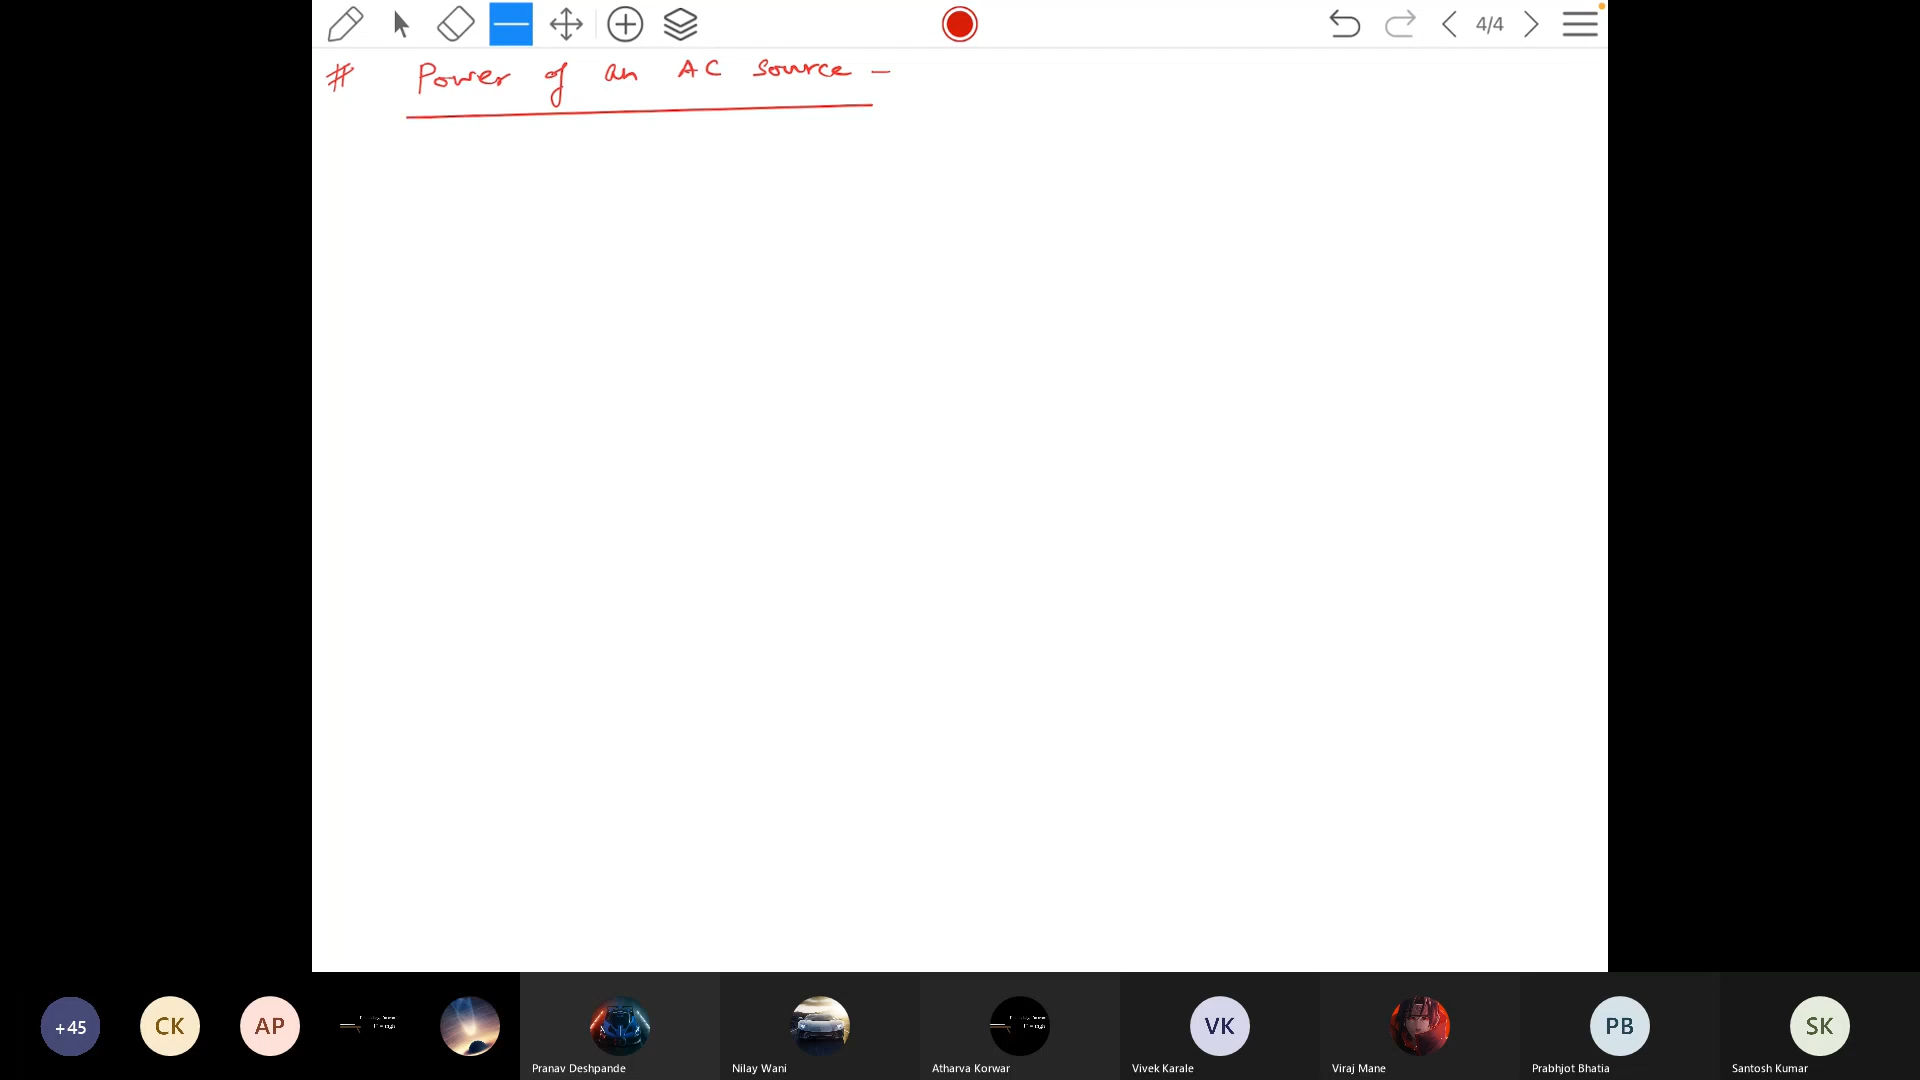 4/4
# Power of an AC Source -
+45
CK
AP
VK
PB
SK
Pranav Deshpande
Nilay Wani
Atharva Korwar
Vivek Karale
Viraj Mane
Prabhjot Bhatia
Santosh Kumar